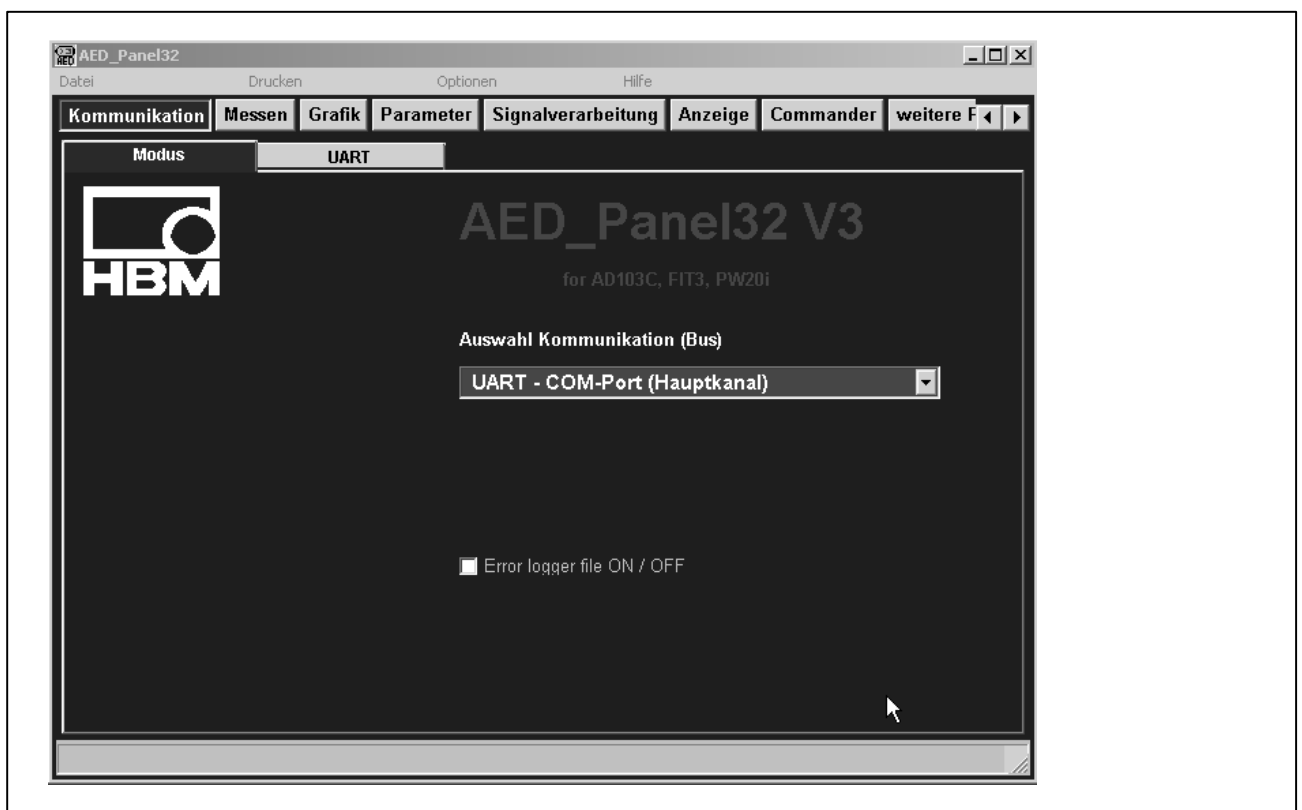 AED_Panel32
Datei Drucken Optionen Hilfe
Kommunikation Messen Grafik Parameter Signalverarbeitung Anzeige Commander weitere
Modus UART
HBM
AED_Panel32 V3
for AD103C, FIT3, PW20i
Auswahl Kommunikation (Bus)
UART - COM-Port (Hauptkanal)
Error logger file ON / OFF